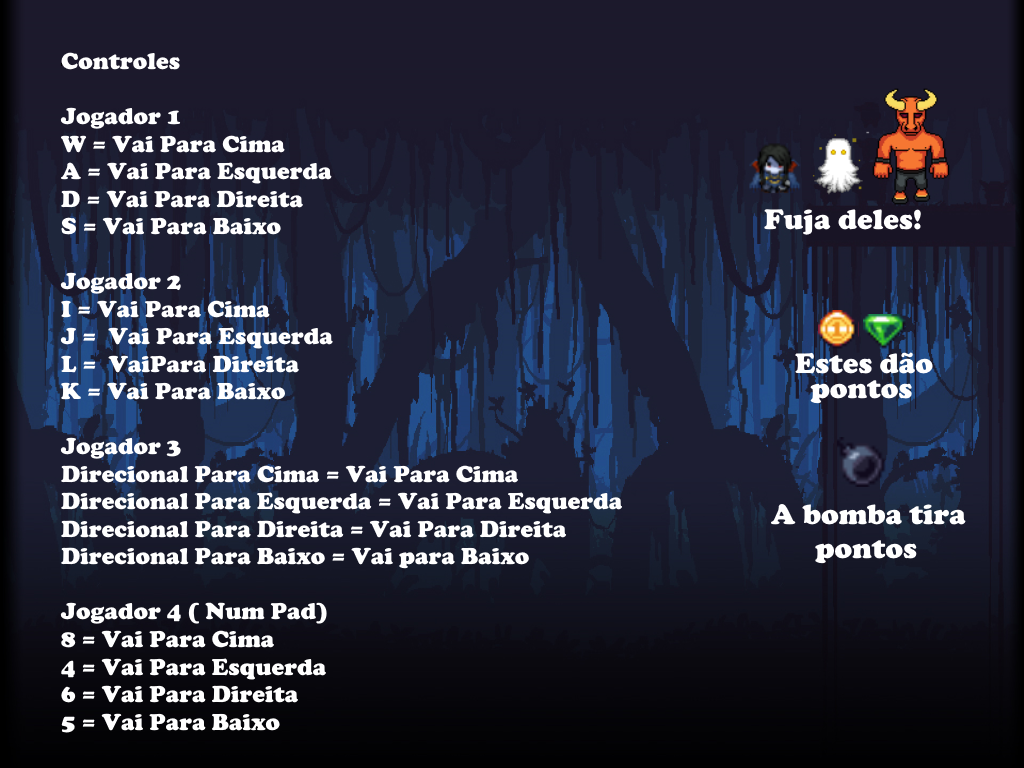 Controles
Jogador 1
W = Vai Para Cima
A = Vai Para Esquerda
D = Vai Para Direita
S = Vai Para Baixo
Jogador 2
I = Vai Para Cima
J =  Vai Para Esquerda
L =  VaiPara Direita
K = Vai Para Baixo
Jogador 3
Direcional Para Cima = Vai Para Cima
Direcional Para Esquerda = Vai Para Esquerda
Direcional Para Direita = Vai Para Direita
Direcional Para Baixo = Vai para Baixo
Jogador 4 ( Num Pad)
8 = Vai Para Cima
4 = Vai Para Esquerda
6 = Vai Para Direita
5 = Vai Para Baixo
Fuja deles!
Estes dão
pontos
A bomba tira
pontos